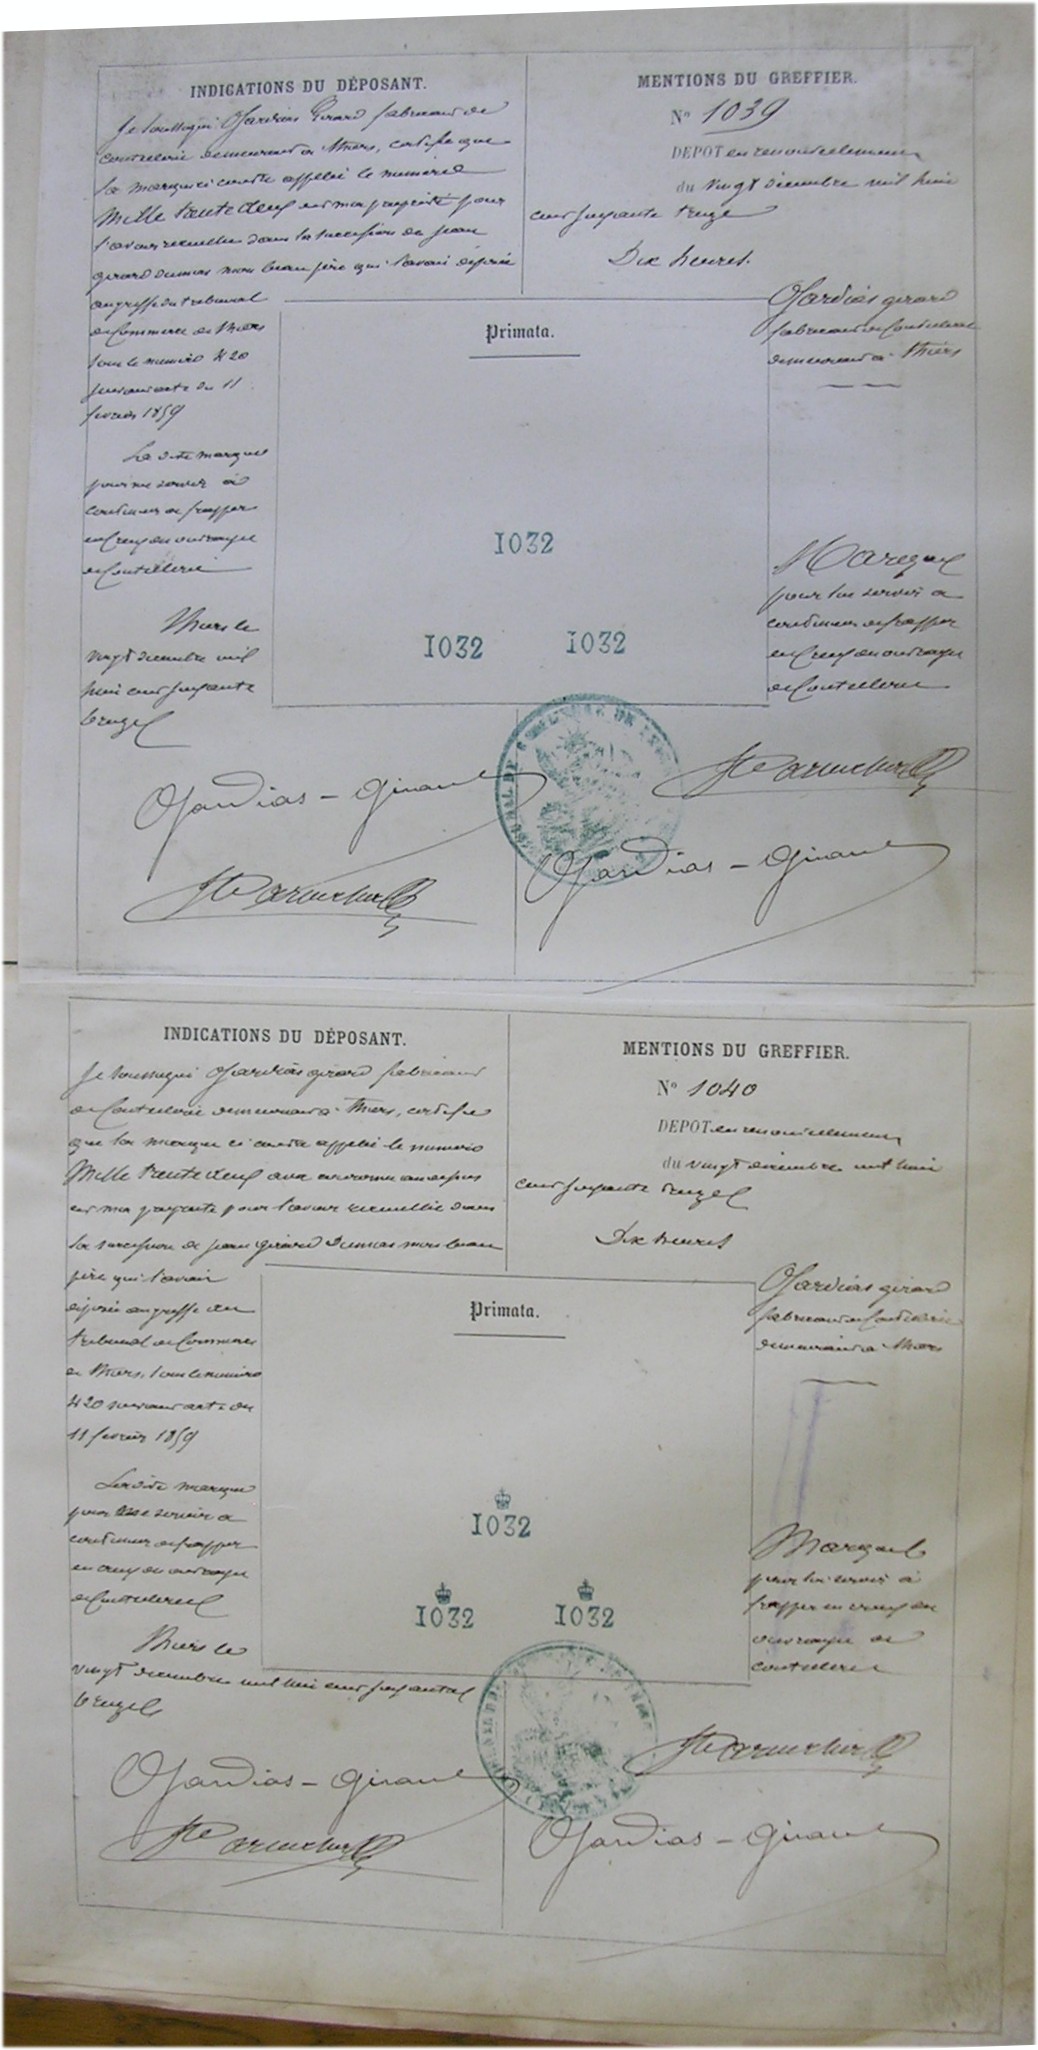 INDICATIONS DU DÉPOSANT.
Je soussigné Ojardias Girard fabricant de
coutellerie demeurant à Thiers, certifie que
la marque ci contre appelée le numéro
Mille trente deux est ma propriété pour
l'avoir recueillie dans la succession de jean
girard dumas mon beau père qui l'avait déposée
au greffe du tribunal
de Commerce de Thiers
sous le numéro 420
suivant acte du 11
février 1859
La dite marque
pour me servir à
continuer de frapper
en creux des ouvrages
de Coutellerie
Thiers le
vingt décembre mil
huit cent soixante
treize
Ojardias - Girard
MENTIONS DU GREFFIER.
No 1039
DEPOT en renouvellement
du vingt décembre mil huit
cent soixante treize
Dix heures.
Ojardias girard
fabricant de Coutellerie
demeurant à Thiers
Marque
pour lui servir à
continuer de frapper
en Creux des ouvrages
de Coutellerie
Primata.
1032
1032 1032
Ojardias - Girard
INDICATIONS DU DÉPOSANT.
Je soussigné Ojardias girard fabricant
de Coutellerie demeurant à Thiers, certifie
que la marque ci contre appelée le numéro
Mille trente deux avec couronne au dessus
est ma propriété pour l'avoir recueillie dans
la succession de jean girard Dumas mon beau
père qui l'avait
déposée au greffe du
tribunal de Commerce
de Thiers, sous le numéro
420 suivant acte du
11 février 1859
La dite marque
pour me servir à
continuer de frapper
en creux des ouvrages
de Coutellerie
Thiers le
vingt décembre mil huit cent soixante
treize
Ojardias - Girard
MENTIONS DU GREFFIER.
No 1040
DEPOT en renouvellement
du vingt décembre mil huit
cent soixante treize
Dix heures
Ojardias girard
fabricant de Coutellerie
demeurant à Thiers
Marque
pour lui servir à
frapper en creux des
ouvrages de
coutellerie
Primata.
1032
1032 1032
Ojardias - Girard